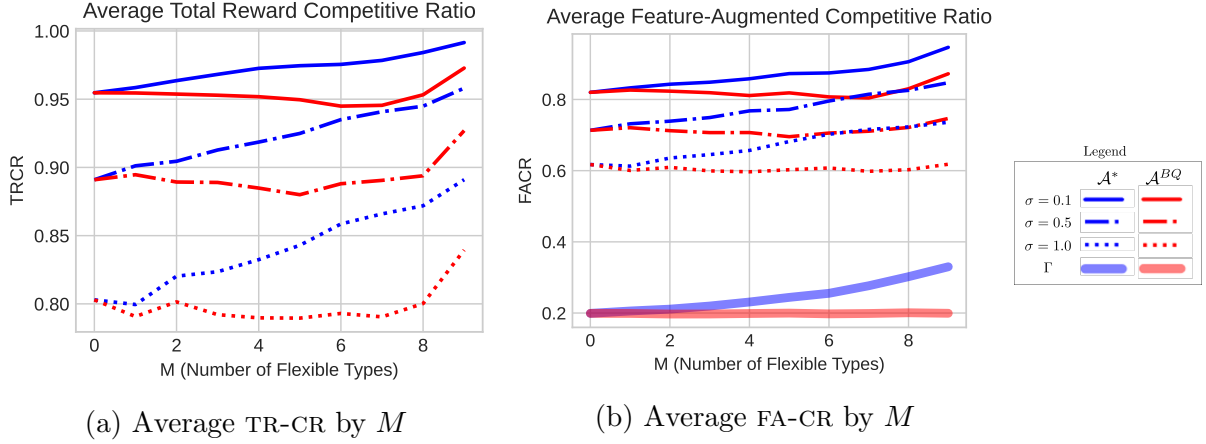 Average Total Reward Competitive Ratio
1.00
0.95
0.90
0.85
0.80
TRCR
0 2 4 6 8
M (Number of Flexible Types)
(a) Average TR-CR by M
Average Feature-Augmented Competitive Ratio
0.8
0.6
0.4
0.2
FACR
0 2 4 6 8
M (Number of Flexible Types)
(b) Average FA-CR by M
Legend
𝒜* 𝒜^{BQ}
σ = 0.1
σ = 0.5
σ = 1.0
Γ